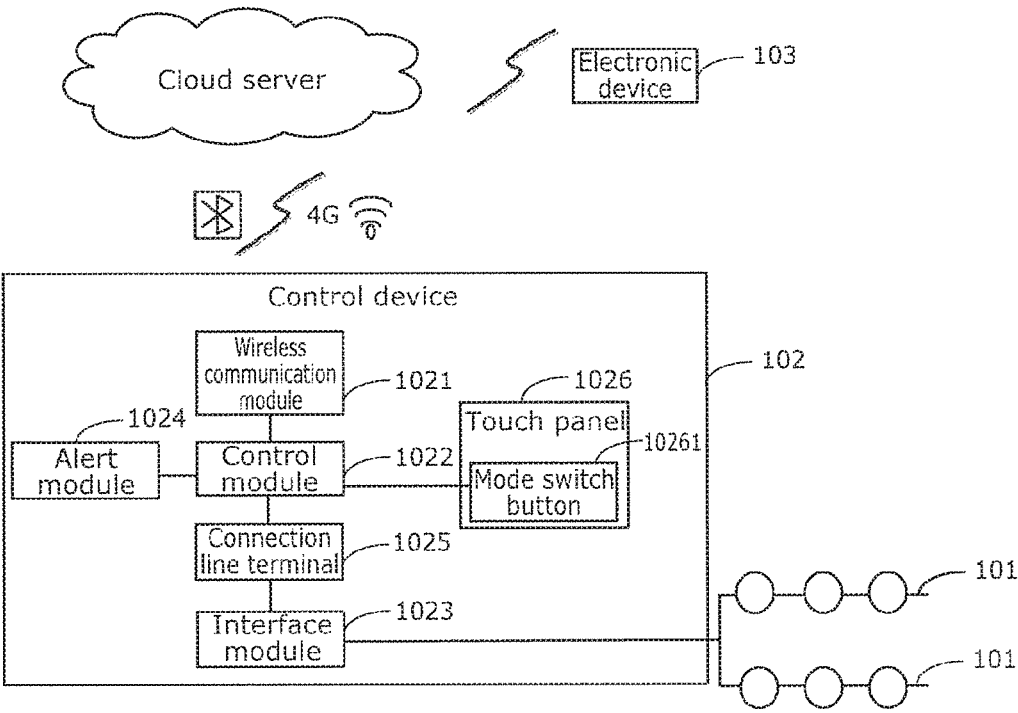 Cloud server
Electronic
device
103
4G
Control device
Wireless
communication
module
1021
102
1026
Touch panel
1024
Alert
module
Control
module
1022
10261
Mode switch
button
Connection
line terminal
1025
Interface
module
1023
101
101